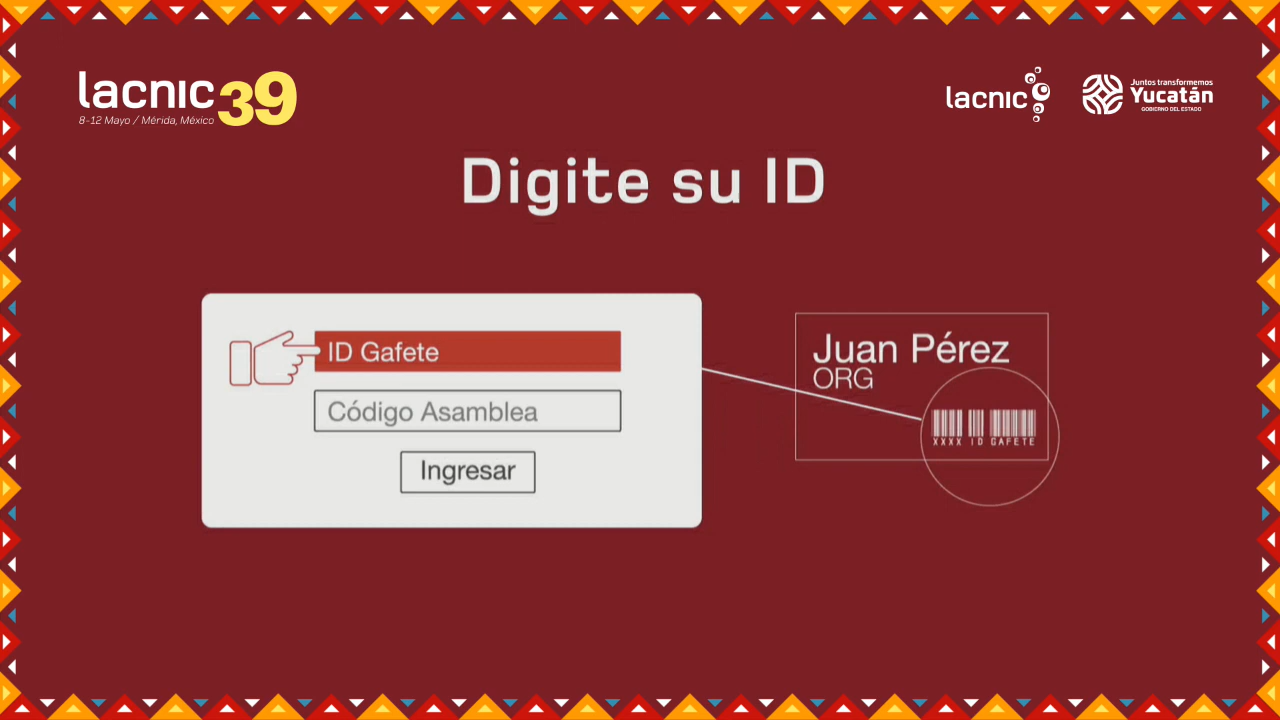 lacnic39
8-12 Mayo / Mérida, México
lacnic
Juntos transformemos
Yucatán
GOBIERNO DEL ESTADO
Digite su ID
ID Gafete
Código Asamblea
Ingresar
Juan Pérez
ORG
XXXX ID GAFETE